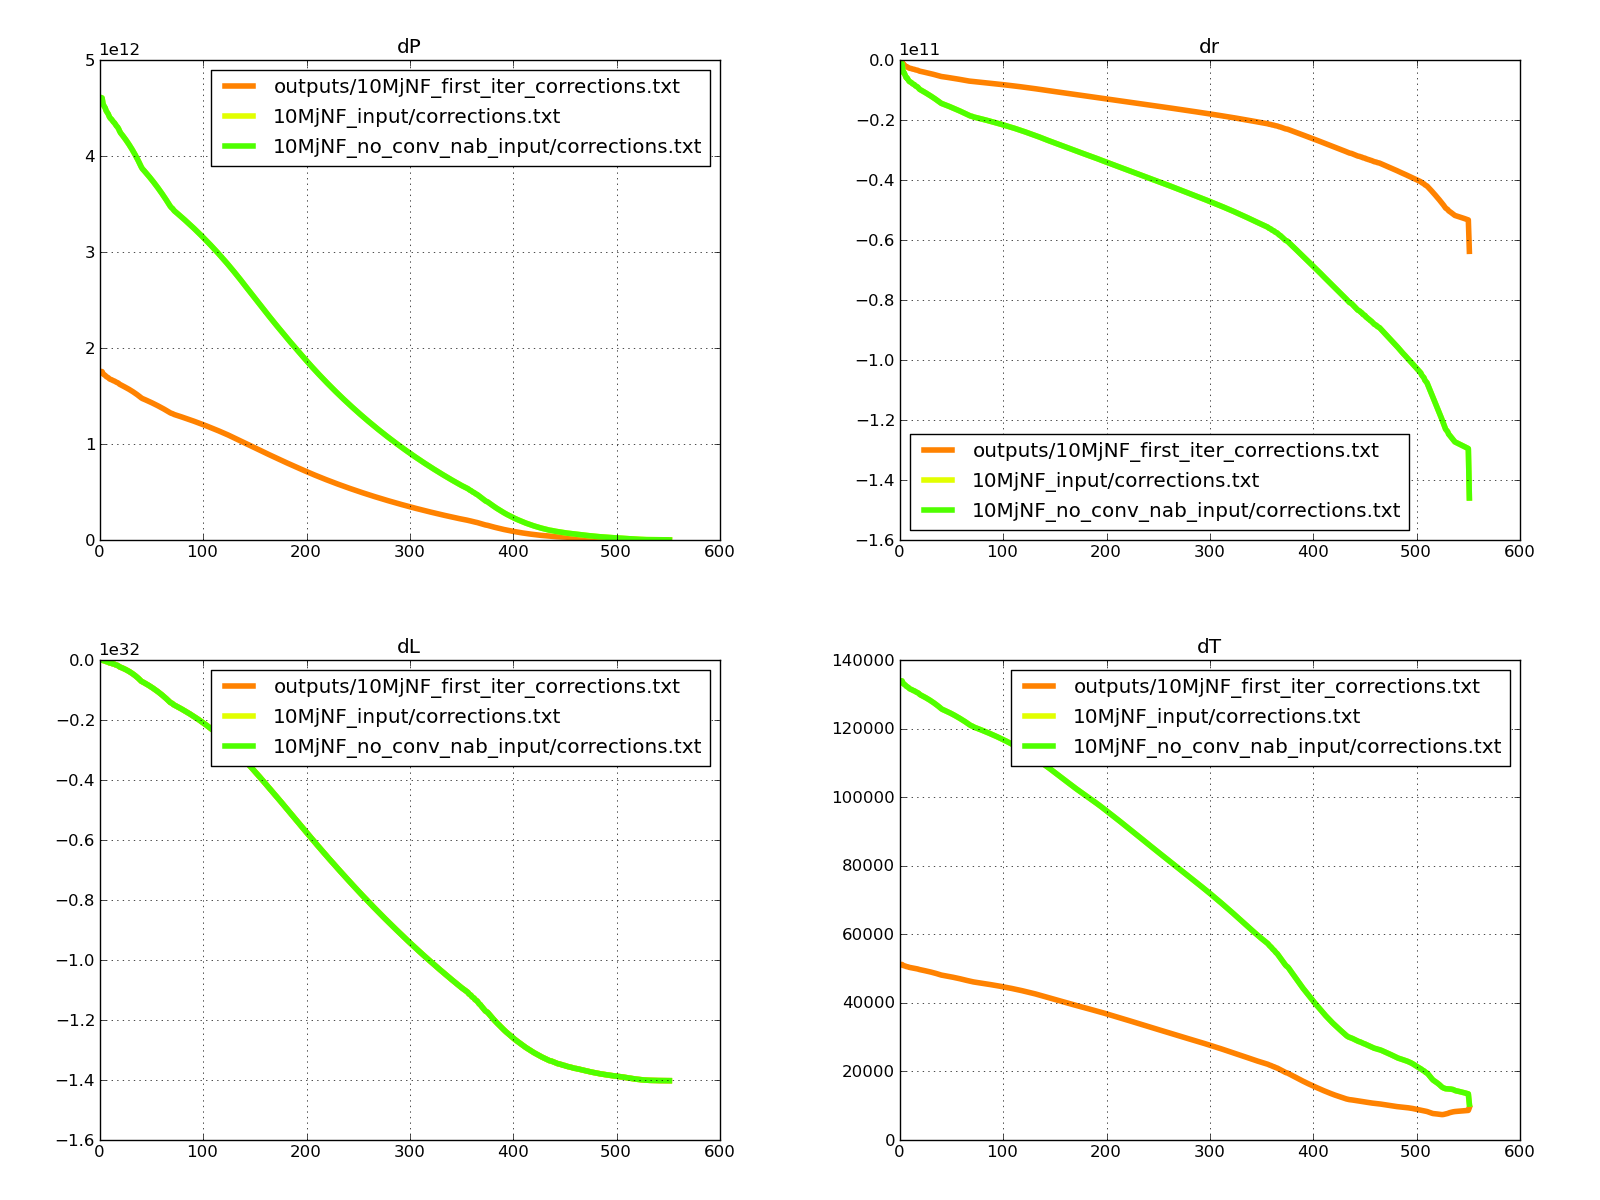 1e12
dP
5
4
3
2
1
0
outputs/10MjNF_first_iter_corrections.txt
10MjNF_input/corrections.txt
10MjNF_no_conv_nab_input/corrections.txt
0 100 200 300 400 500 600
1e11
dr
0.0
−0.2
−0.4
−0.6
−0.8
−1.0
−1.2
−1.4
−1.6
outputs/10MjNF_first_iter_corrections.txt
10MjNF_input/corrections.txt
10MjNF_no_conv_nab_input/corrections.txt
0 100 200 300 400 500 600
1e32
dL
0.0
−0.2
−0.4
−0.6
−0.8
−1.0
−1.2
−1.4
−1.6
outputs/10MjNF_first_iter_corrections.txt
10MjNF_input/corrections.txt
10MjNF_no_conv_nab_input/corrections.txt
0 100 200 300 400 500 600
dT
140000
120000
100000
80000
60000
40000
20000
0
outputs/10MjNF_first_iter_corrections.txt
10MjNF_input/corrections.txt
10MjNF_no_conv_nab_input/corrections.txt
0 100 200 300 400 500 600